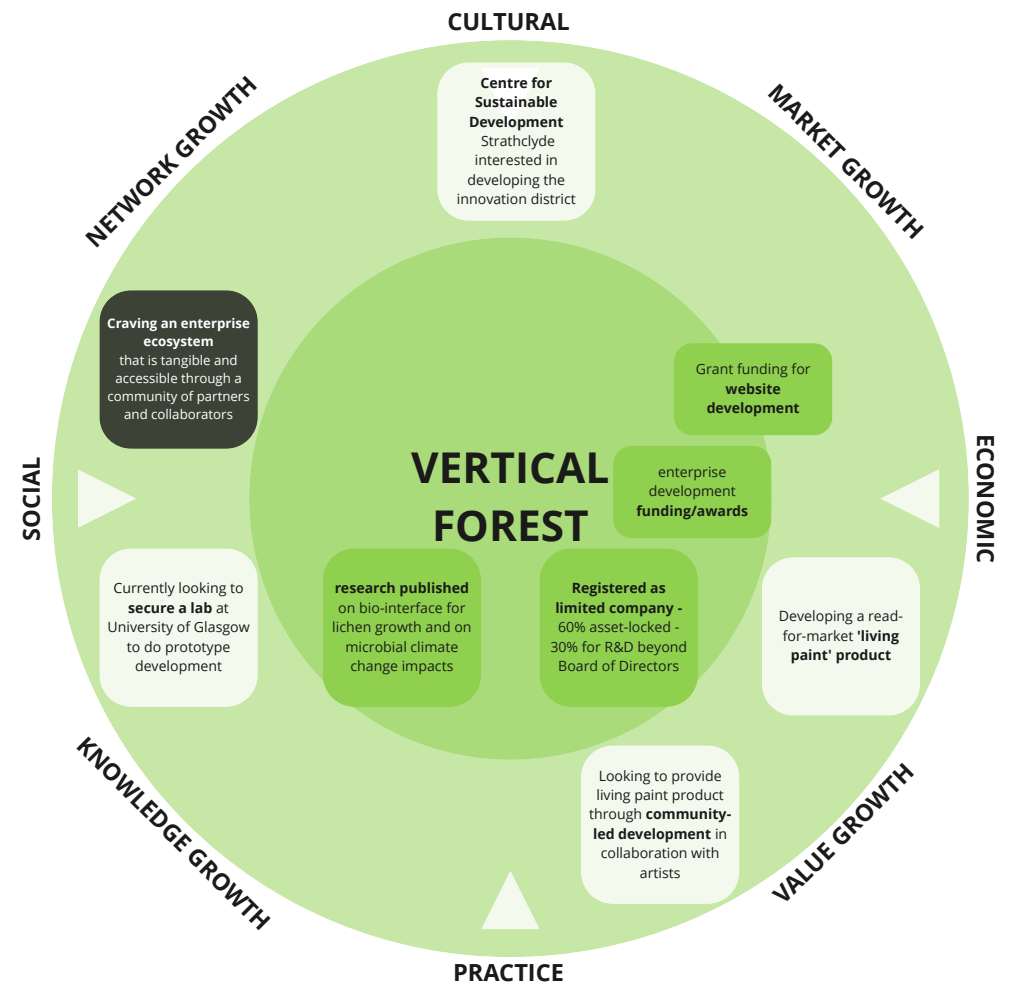 CULTURAL
NETWORK GROWTH
MARKET GROWTH
Centre for
Sustainable
Development
Strathclyde
interested in
developing the
innovation district
Craving an enterprise
ecosystem
that is tangible and
accessible through a
community of partners
and collaborators
Grant funding for
website
development
SOCIAL
VERTICAL
FOREST
enterprise
development
funding/awards
ECONOMIC
Currently looking to
secure a lab at
University of Glasgow
to do prototype
development
research published
on bio-interface for
lichen growth and on
microbial climate
change impacts
Registered as
limited company -
60% asset-locked -
30% for R&D beyond
Board of Directors
Developing a read-
for-market 'living
paint' product
Looking to provide
living paint product
through community-
led development in
collaboration with
artists
KNOWLEDGE GROWTH
VALUE GROWTH
PRACTICE